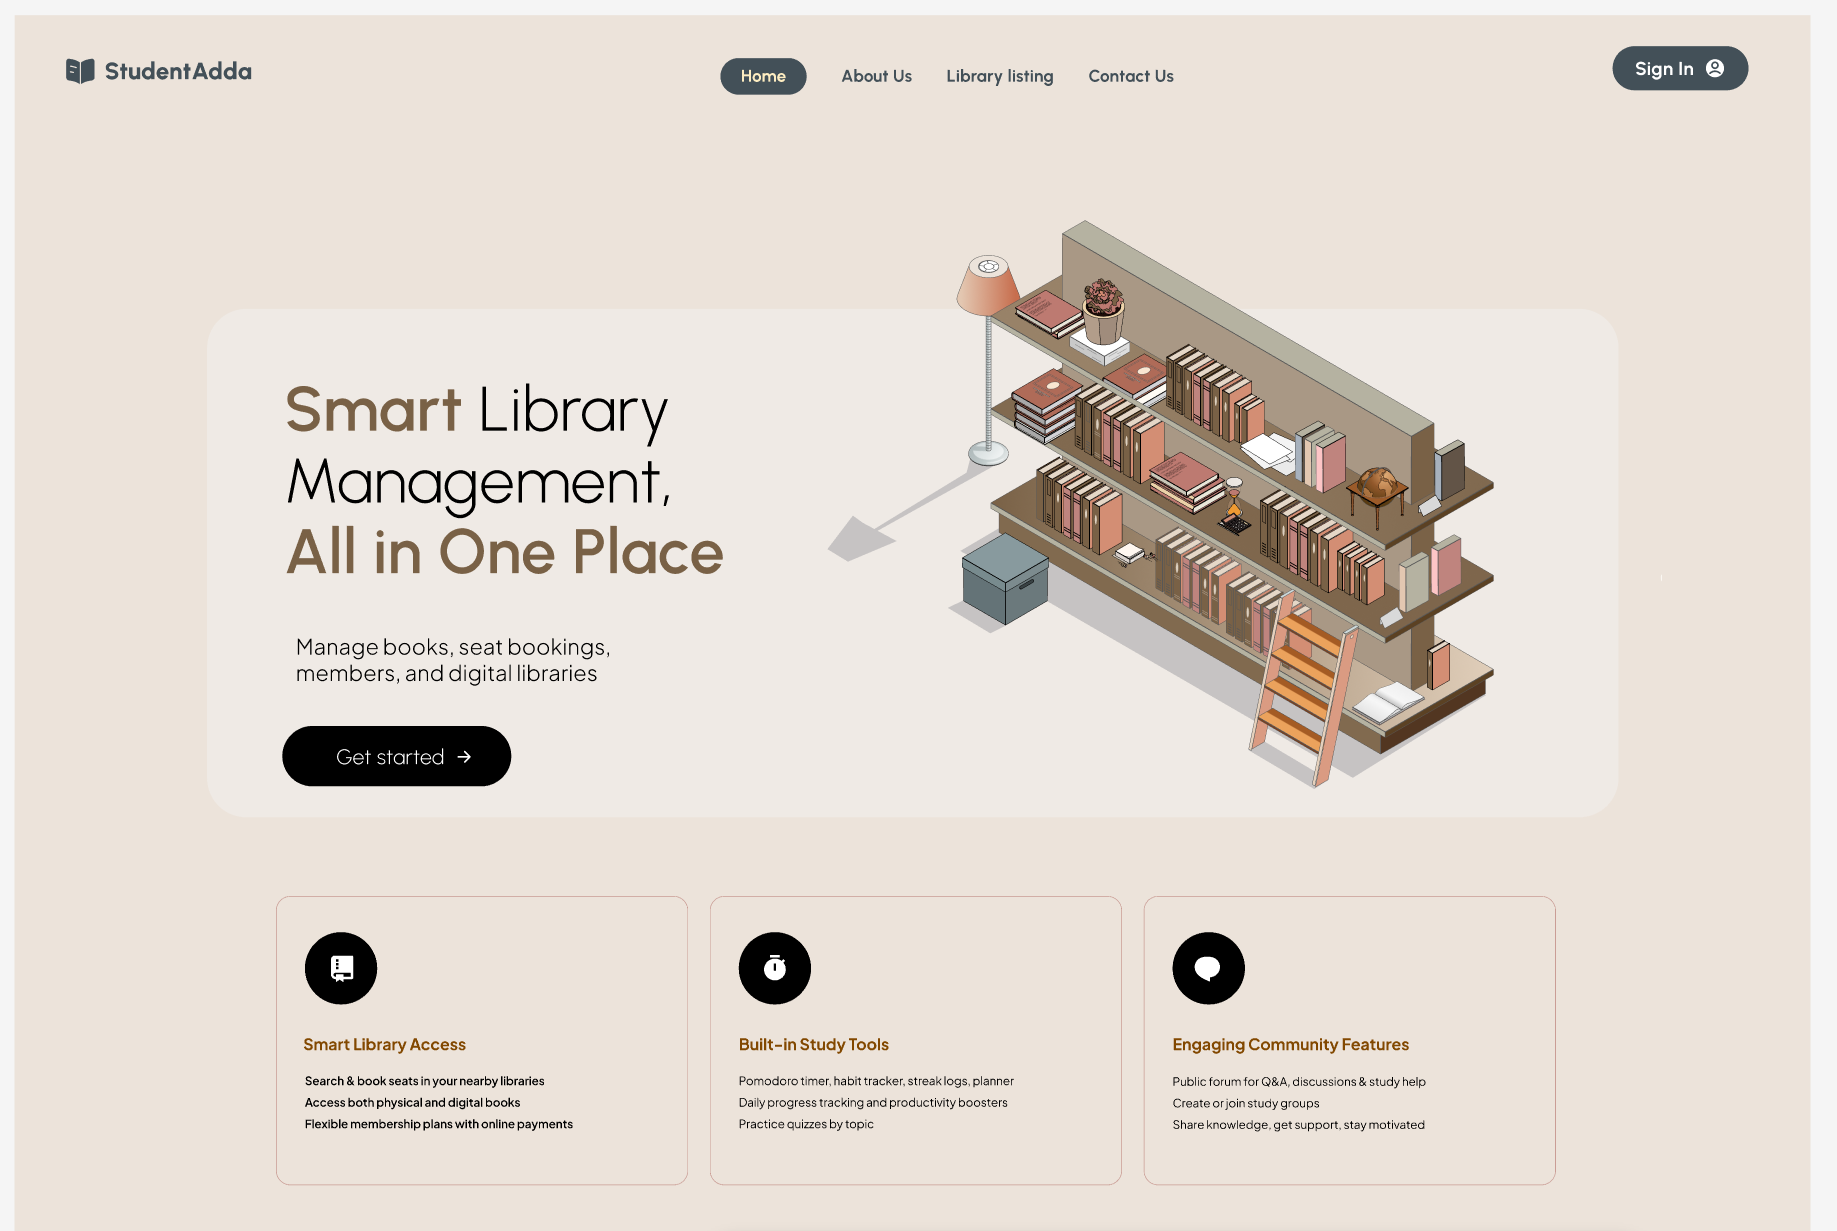 StudentAdda
Home
About Us
Library listing
Contact Us
Sign In
Smart Library
Management,
All in One Place
Manage books, seat bookings,
members, and digital libraries
Get started →
Smart Library Access
Search & book seats in your nearby libraries
Access both physical and digital books
Flexible membership plans with online payments
Built-in Study Tools
Pomodoro timer, habit tracker, streak logs, planner
Daily progress tracking and productivity boosters
Practice quizzes by topic
Engaging Community Features
Public forum for Q&A, discussions & study help
Create or join study groups
Share knowledge, get support, stay motivated